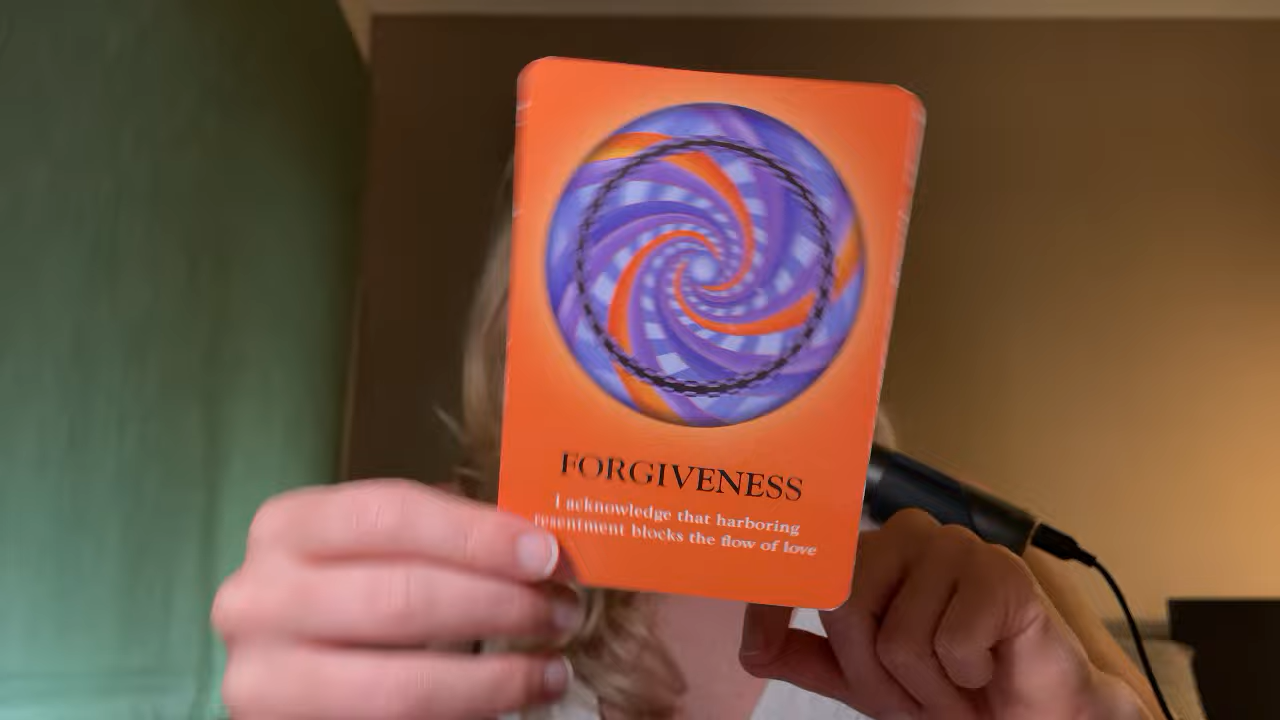 FORGIVENESS
I acknowledge that harboring
resentment blocks the flow of love